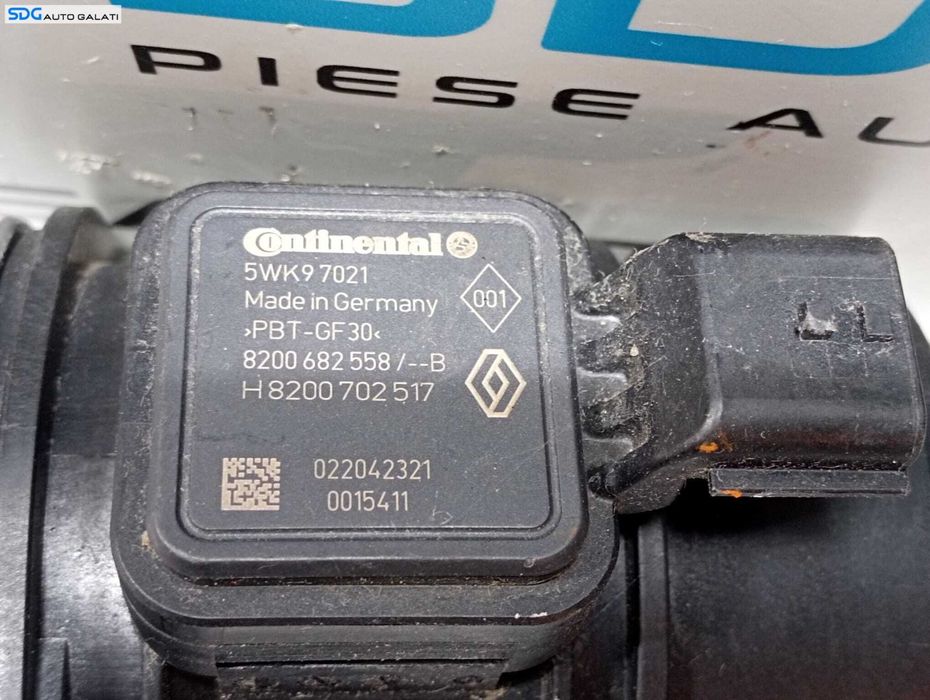 SDG AUTO GALATI
PIESE AU
Continental
5WK9 7021
Made in Germany
001
>PBT-GF30<
8200 682 558 /--B
H8200 702 517
022042321
0015411